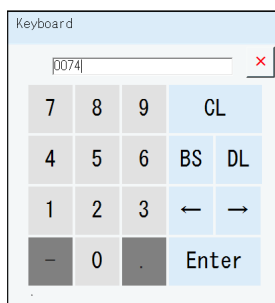 Keyboard
0074
×
7 8 9 CL
4 5 6 BS DL
1 2 3 ← →
- 0 . Enter